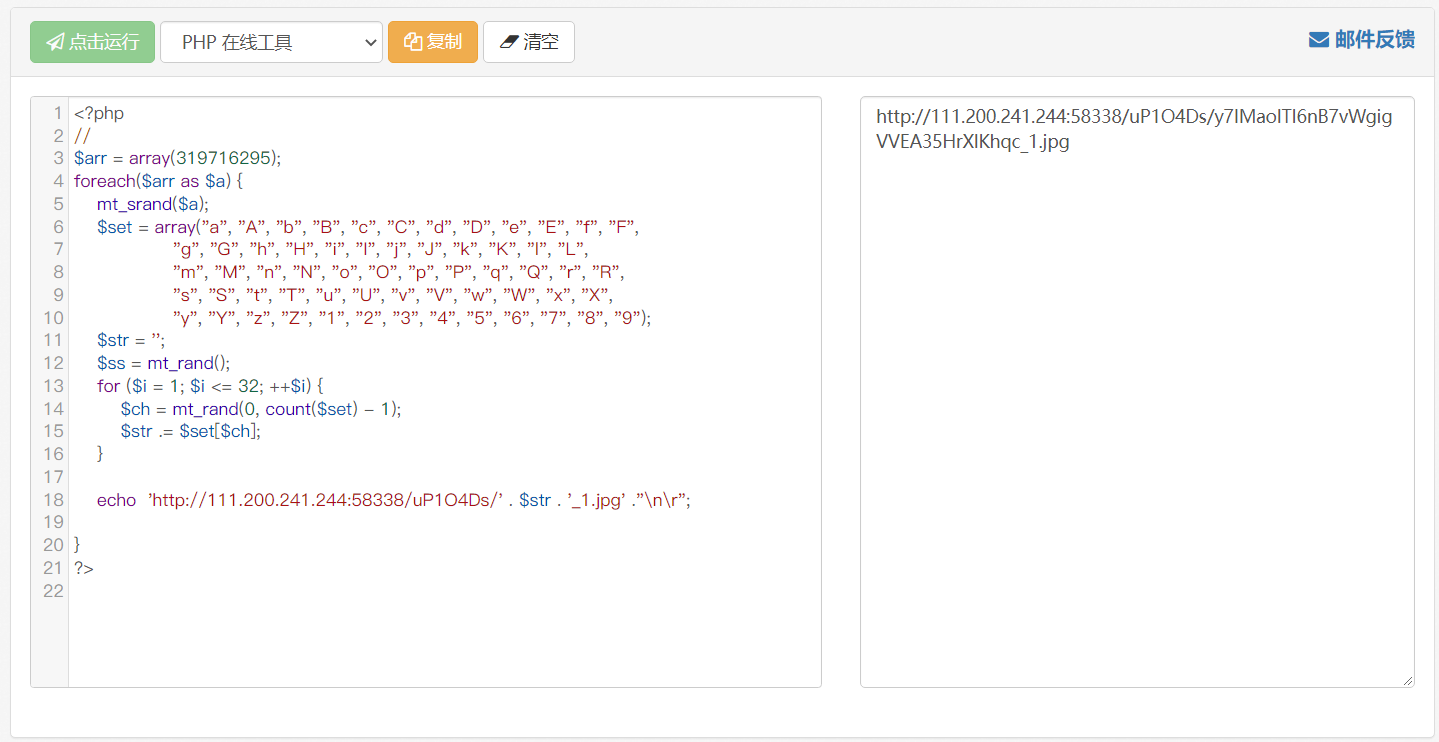 点击运行 PHP 在线工具 复制 清空 邮件反馈
1 <?php
2 //
3 $arr = array(319716295);
4 foreach($arr as $a) {
5 mt_srand($a);
6 $set = array("a", "A", "b", "B", "c", "C", "d", "D", "e", "E", "f", "F",
7 "g", "G", "h", "H", "i", "I", "j", "J", "k", "K", "l", "L",
8 "m", "M", "n", "N", "o", "O", "p", "P", "q", "Q", "r", "R",
9 "s", "S", "t", "T", "u", "U", "v", "V", "w", "W", "x", "X",
10 "y", "Y", "z", "Z", "1", "2", "3", "4", "5", "6", "7", "8", "9");
11 $str = '';
12 $ss = mt_rand();
13 for ($i = 1; $i <= 32; ++$i) {
14 $ch = mt_rand(0, count($set) - 1);
15 $str .= $set[$ch];
16 }
17
18 echo 'http://111.200.241.244:58338/uP1O4Ds/' . $str . '_1.jpg' ."\n\r";
19
20 }
21 ?>
22
http://111.200.241.244:58338/uP1O4Ds/y7IMaoITI6nB7vWgig
VVEA35HrXIKhqc_1.jpg